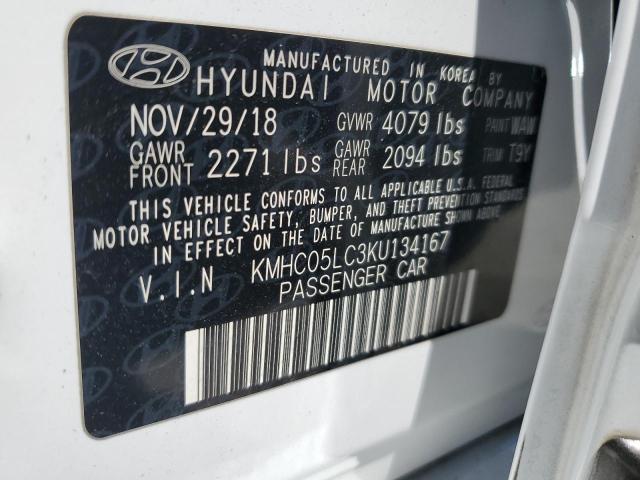 MANUFACTURED IN KOREA BY
HYUNDAI MOTOR COMPANY
NOV/29/18 GVWR 4079 lbs PAINT WAW
GAWR FRONT 2271 lbs GAWR REAR 2094 lbs TRIM T9Y
THIS VEHICLE CONFORMS TO ALL APPLICABLE U.S.A. FEDERAL
MOTOR VEHICLE SAFETY, BUMPER, AND THEFT PREVENTION STANDARDS
IN EFFECT ON THE DATE OF MANUFACTURE SHOWN ABOVE.
V.I.N KMHC05LC3KU134167
PASSENGER CAR